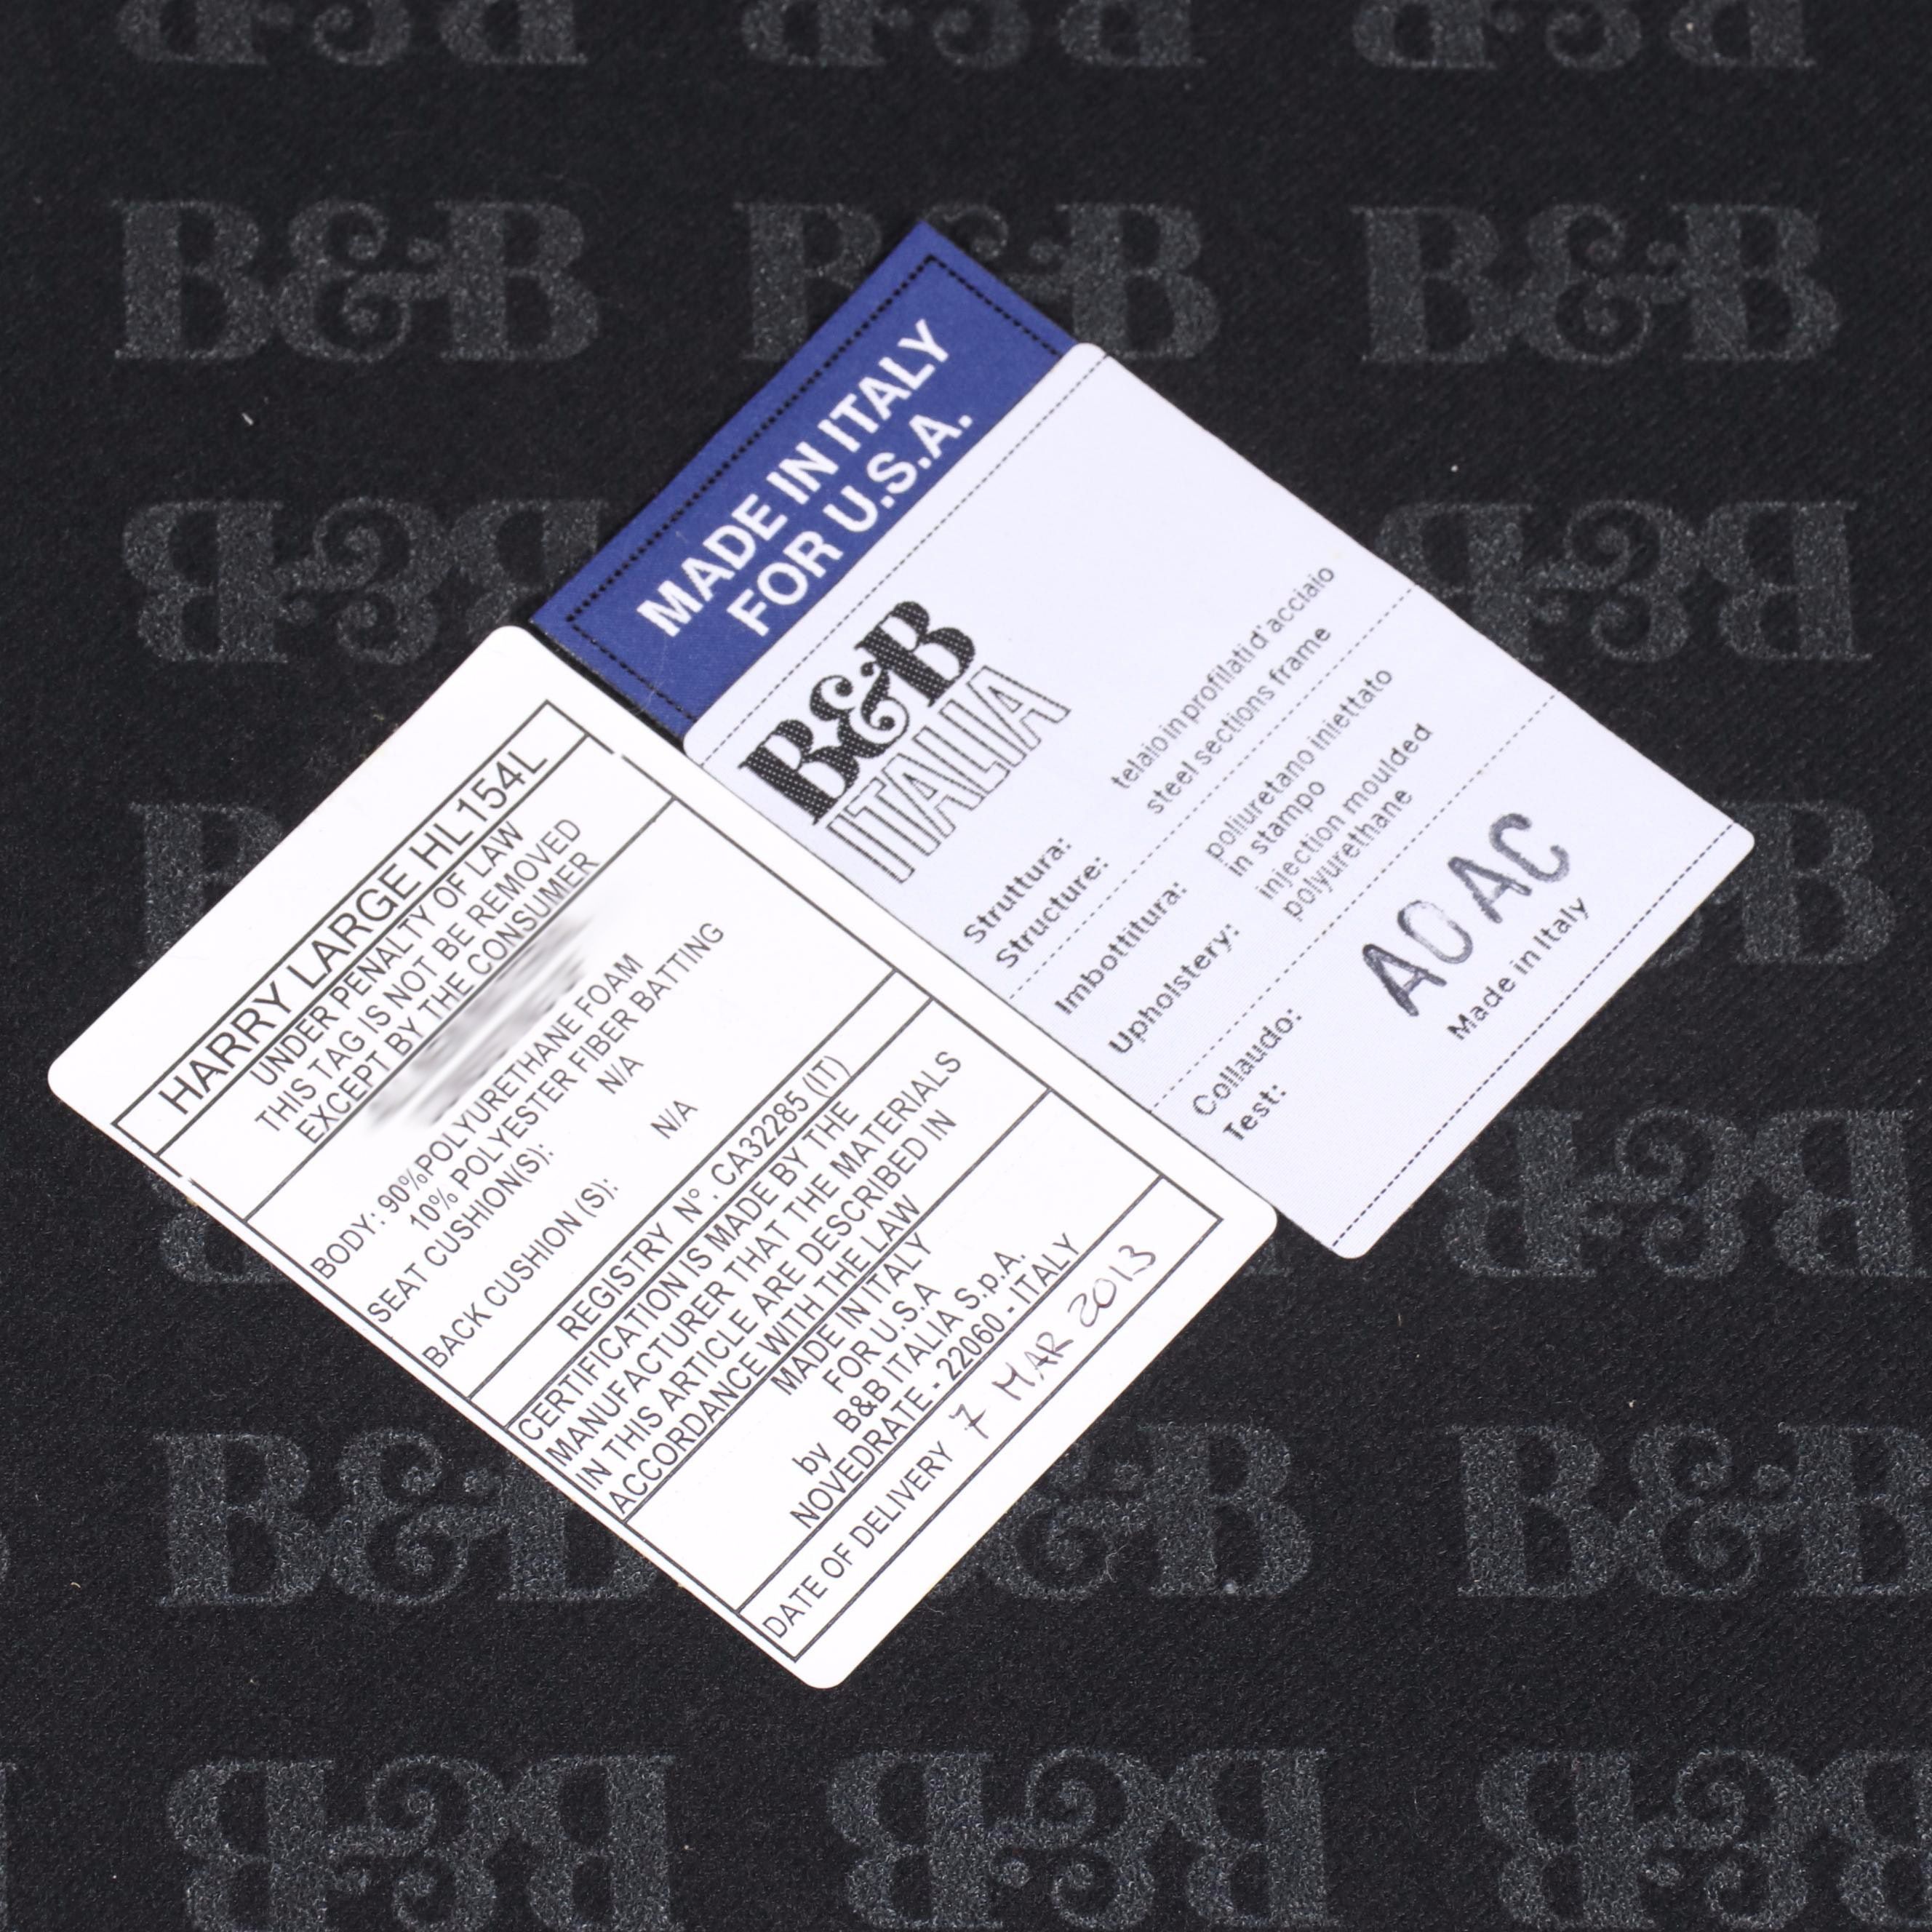 MADE IN ITALY
FOR U.S.A.
B&B
ITALIA
Struttura: telaio in profilati d'acciaio
Structure: steel sections frame
Imbottitura: poliuretano iniettato
in stampo
Upholstery: injection moulded
polyurethane
Collaudo:
Test:
AOAC
Made in Italy
HARRY LARGE HL154L
UNDER PENALTY OF LAW
THIS TAG IS NOT BE REMOVED
EXCEPT BY THE CONSUMER
BODY: 90%POLYURETHANE FOAM
10% POLYESTER FIBER BATTING
SEAT CUSHION(S): N/A
BACK CUSHION (S): N/A
REGISTRY N°. CA32285 (IT)
CERTIFICATION IS MADE BY THE
MANUFACTURER THAT THE MATERIALS
IN THIS ARTICLE ARE DESCRIBED IN
ACCORDANCE WITH THE LAW
MADE IN ITALY
FOR U.S.A
by B&B ITALIA S.p.A.
NOVEDRATE - 22060 - ITALY
DATE OF DELIVERY 7 MAR 2013
B&B B&B B&B
B&B B&B
B&B B&B B&B